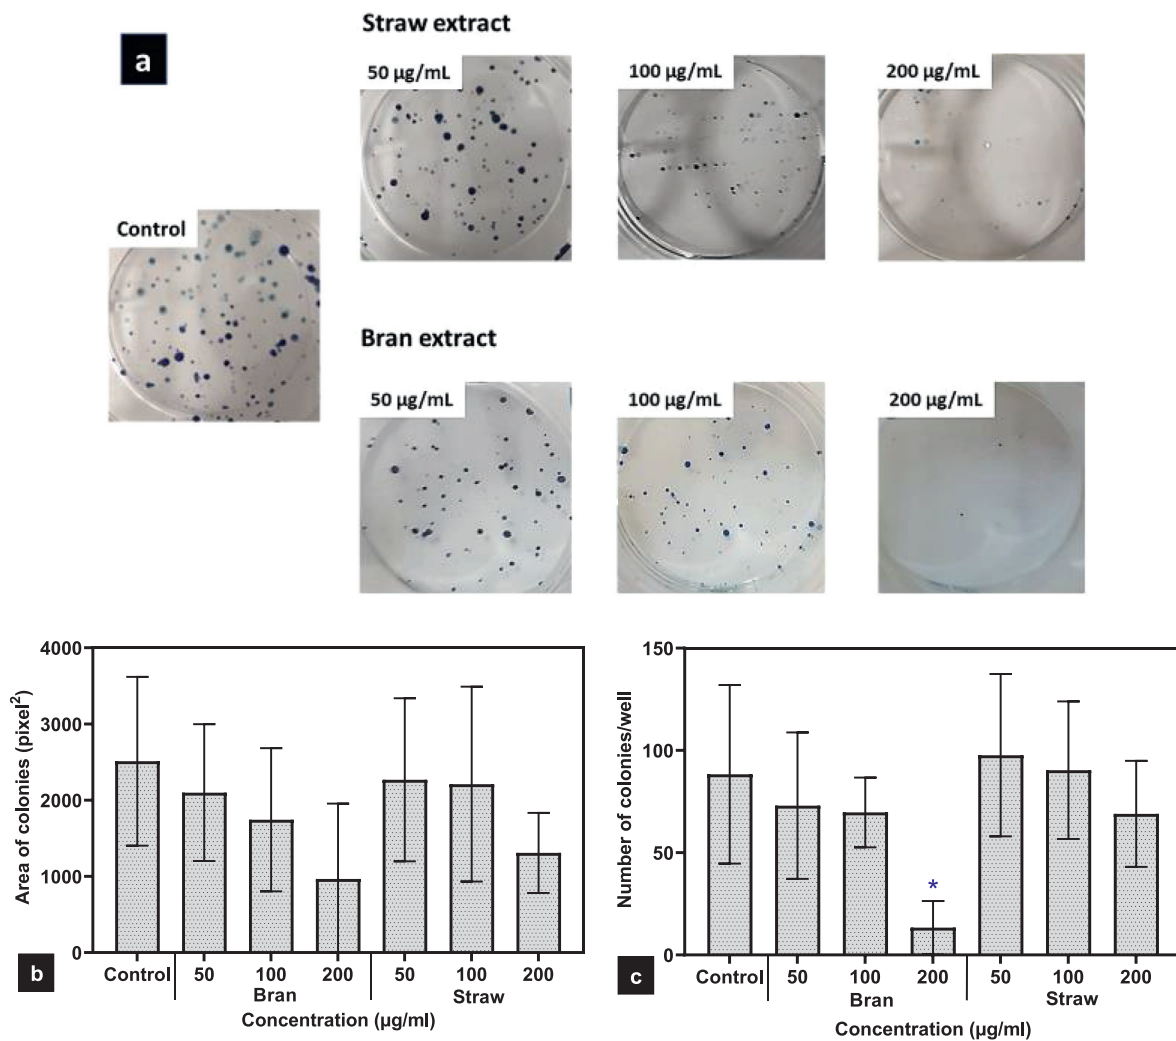 a
Straw extract
50 µg/mL
100 µg/mL
200 µg/mL
Control
Bran extract
50 µg/mL
100 µg/mL
200 µg/mL
Area of colonies (pixel²)
4000
3000
2000
1000
0
Control 50 100 200 50 100 200
Bran Straw
Concentration (µg/ml)
b
Number of colonies/well
150
100
50
0
*
Control 50 100 200 50 100 200
Bran Straw
Concentration (µg/ml)
c